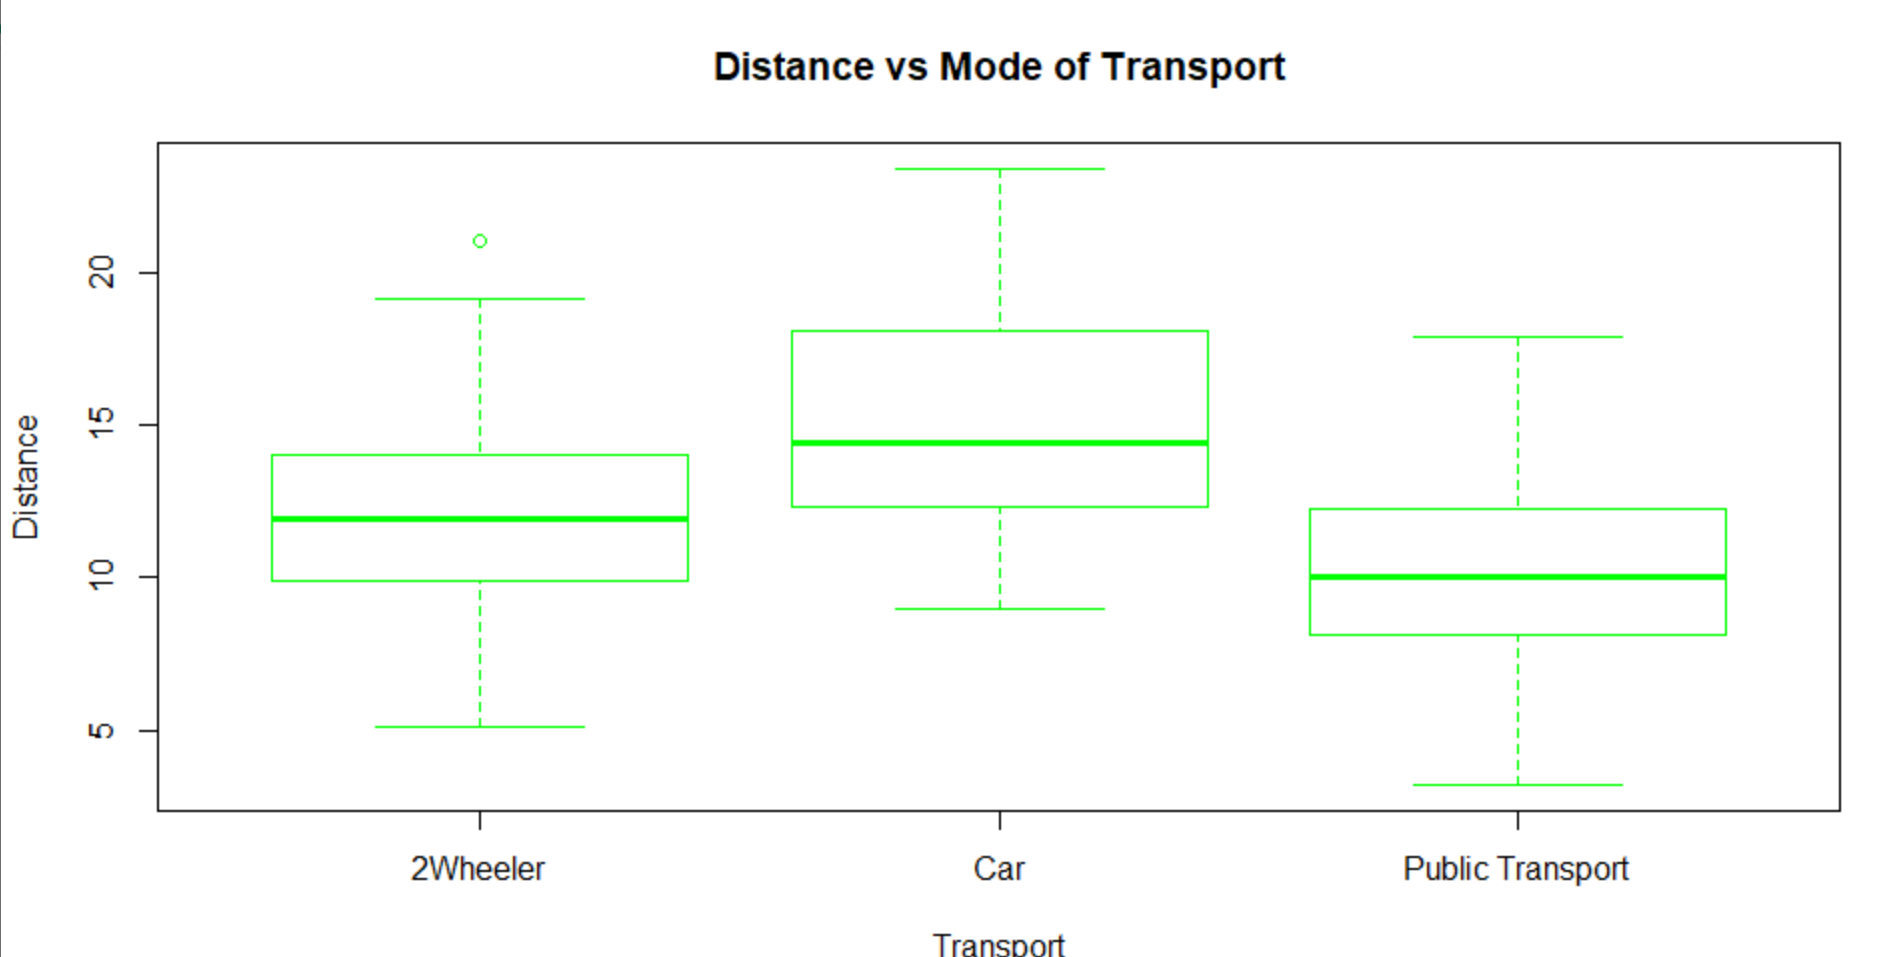 Distance vs Mode of Transport
20
15
10
5
Distance
2Wheeler
Car
Public Transport
Transport